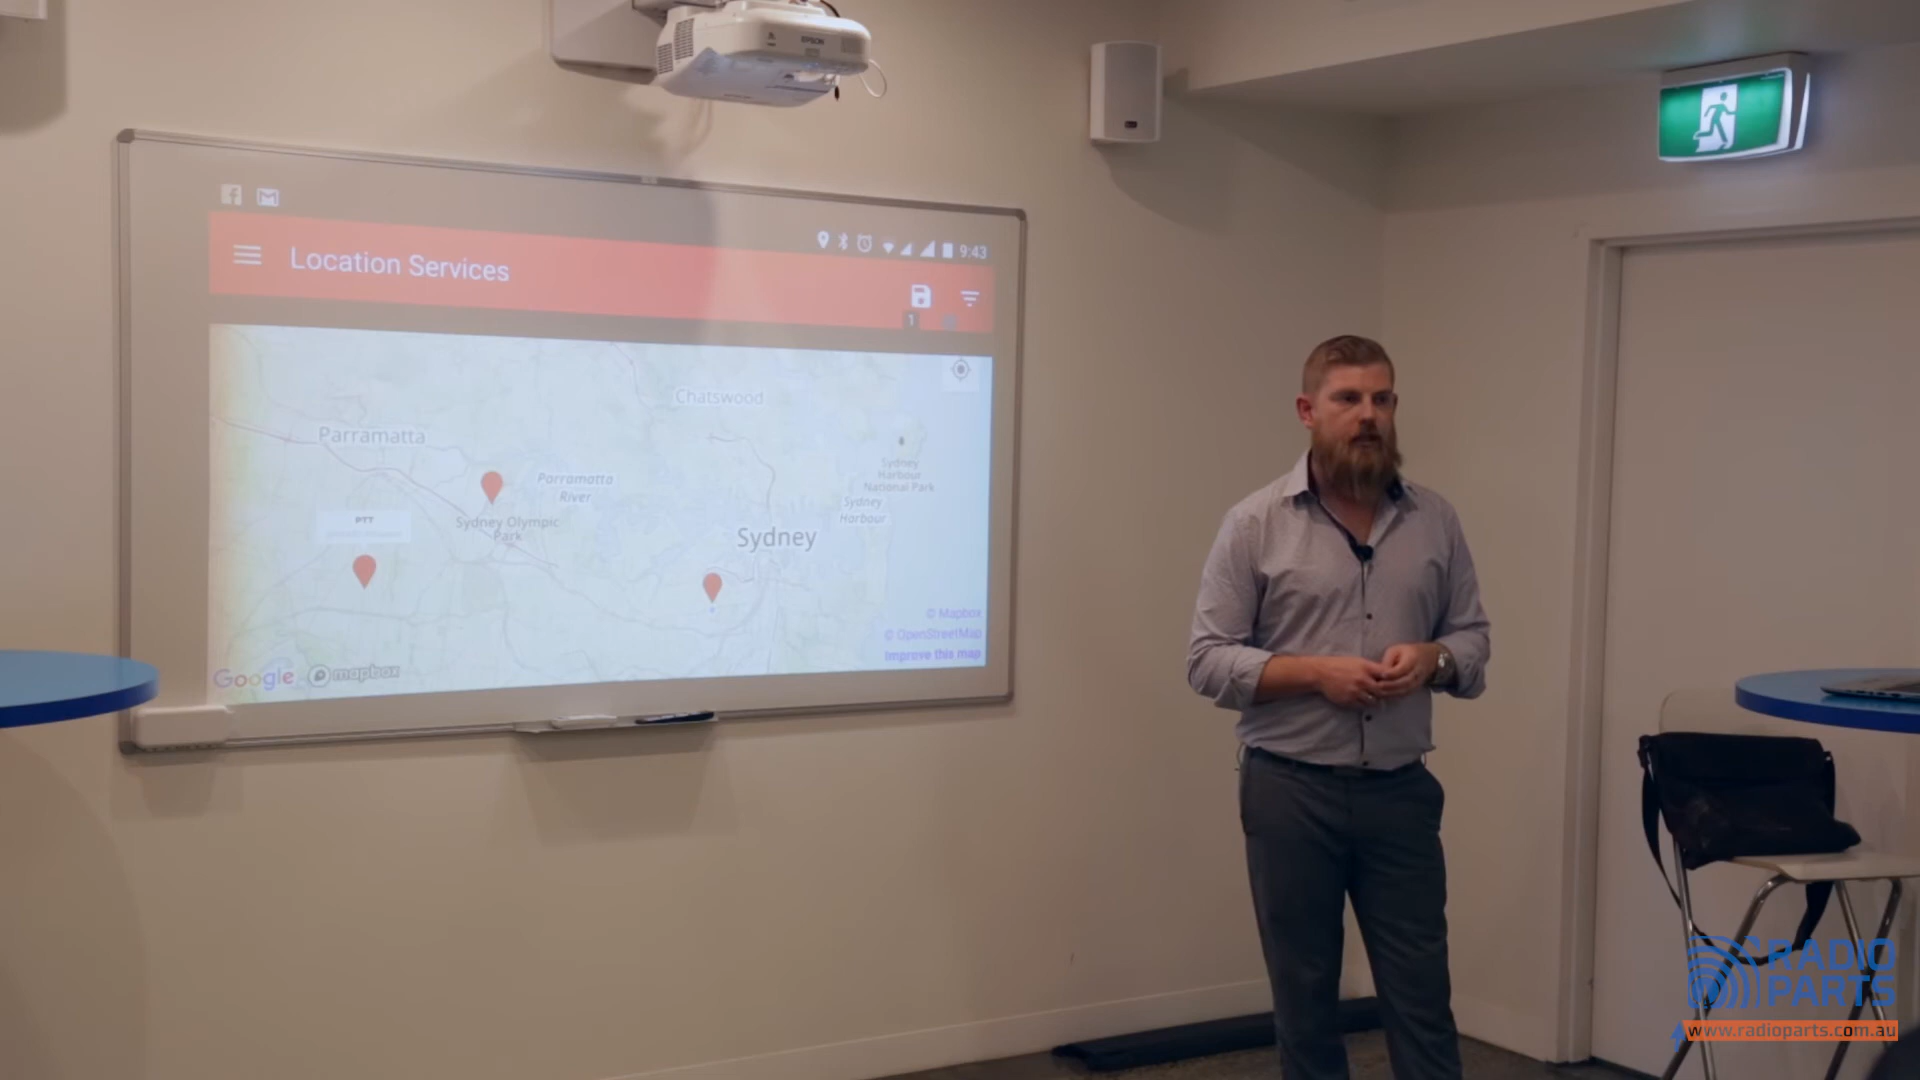 EPSON
9:43
Location Services
1
Chatswood
Parramatta
Parramatta
River
Sydney
Harbour
National Park
Sydney
Harbour
PTT
Sydney Olympic
Park
Sydney
© Mapbox
© OpenStreetMap
Improve this map
Google
mapbox
RADIO
PARTS
www.radioparts.com.au